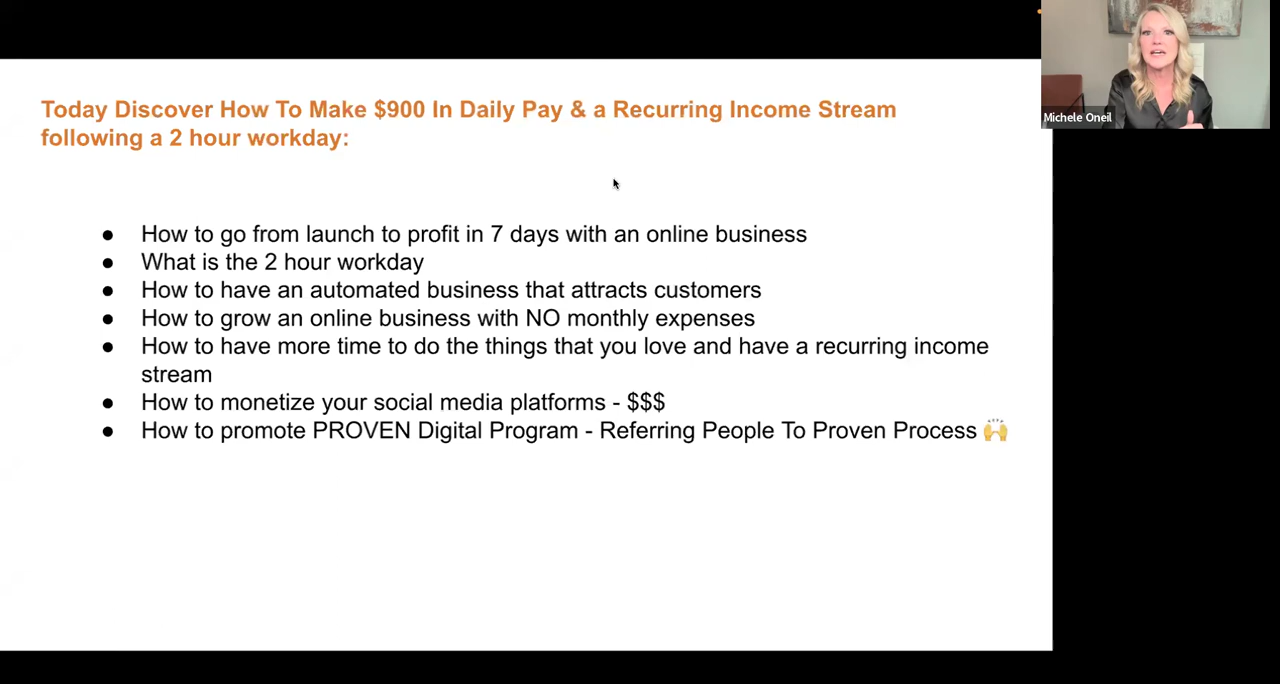 Today Discover How To Make $900 In Daily Pay & a Recurring Income Stream
following a 2 hour workday:
Michele Oneil
● How to go from launch to profit in 7 days with an online business
● What is the 2 hour workday
● How to have an automated business that attracts customers
● How to grow an online business with NO monthly expenses
● How to have more time to do the things that you love and have a recurring income
stream
● How to monetize your social media platforms - $$$
● How to promote PROVEN Digital Program - Referring People To Proven Process 🙌